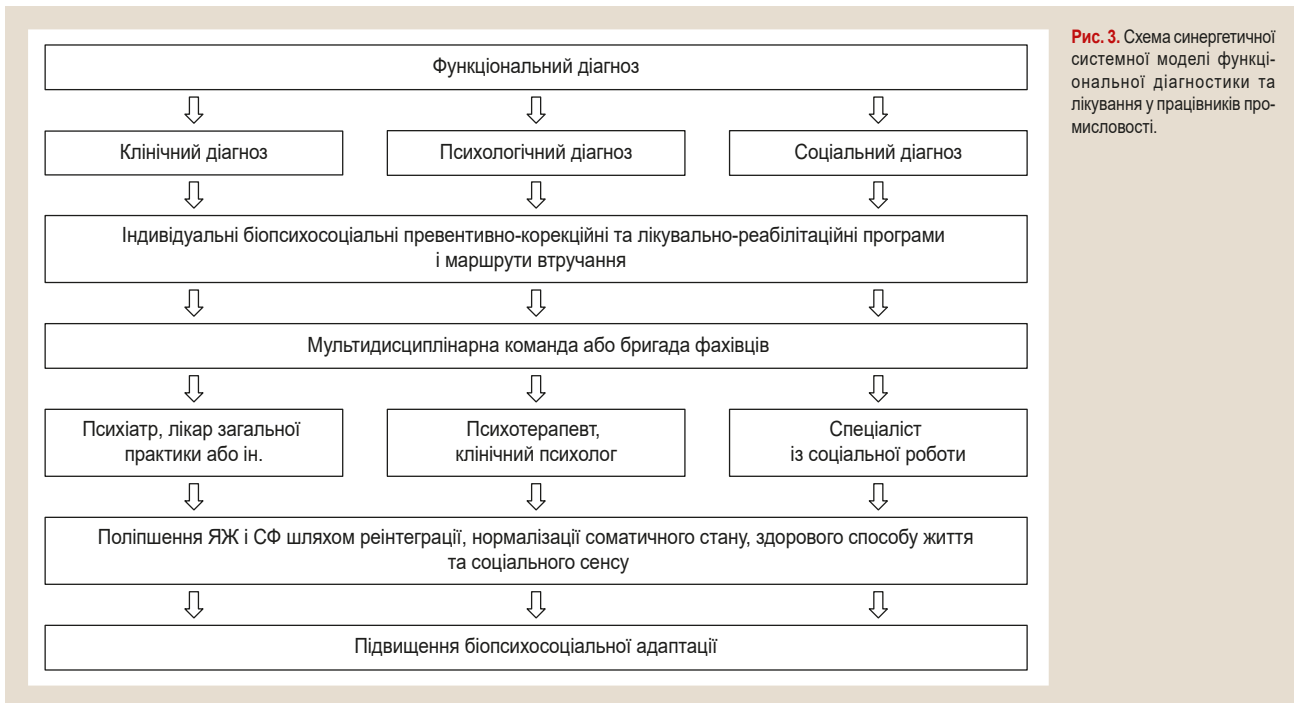 Функціональний діагноз
Клінічний діагноз
Психологічний діагноз
Соціальний діагноз
Індивідуальні біопсихосоціальні превентивно-корекційні та лікувально-реабілітаційні програми
і маршрути втручання
Мультидисциплінарна команда або бригада фахівців
Психіатр, лікар загальної
практики або ін.
Психотерапевт,
клінічний психолог
Спеціаліст
із соціальної роботи
Поліпшення ЯЖ і СФ шляхом реінтеграції, нормалізації соматичного стану, здорового способу життя
та соціального сенсу
Підвищення біопсихосоціальної адаптації
Рис. 3. Схема синергетичної
системної моделі функці-
ональної діагностики та
лікування у працівників про-
мисловості.